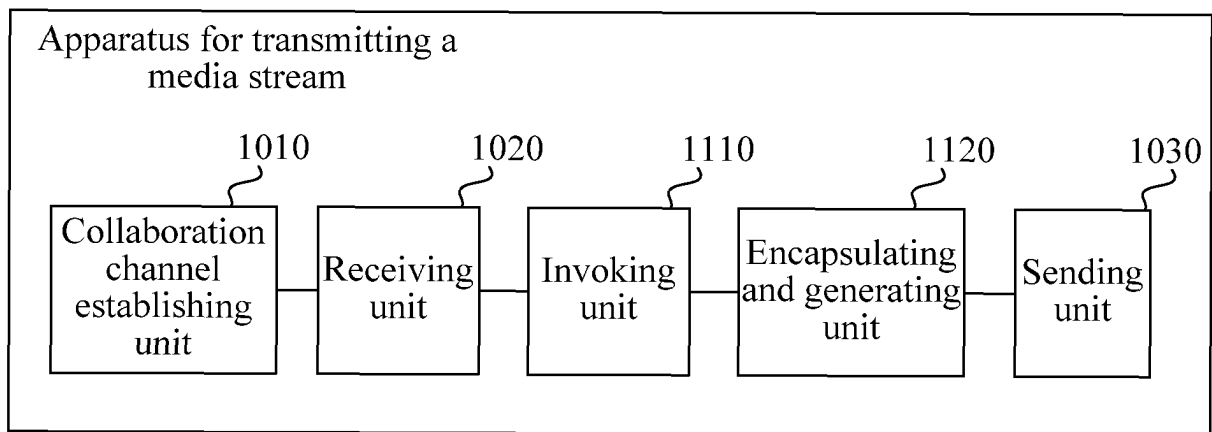 Apparatus for transmitting a
media stream
1010
1020
1110
1120
1030
Collaboration
channel
establishing
unit
Receiving
unit
Invoking
unit
Encapsulating
and generating
unit
Sending
unit